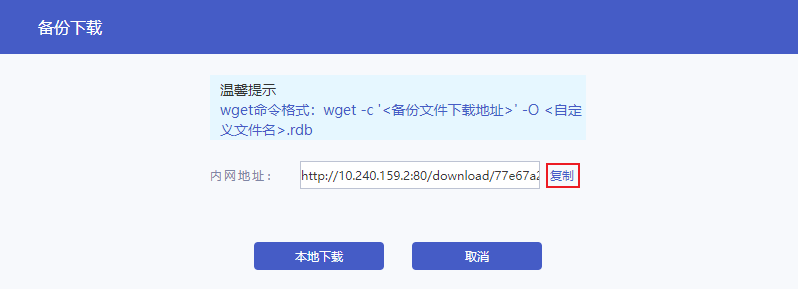 备份下载
温馨提示
wget命令格式：wget -c '<备份文件下载地址>' -O <自定
义文件名>.rdb
内网地址： http://10.240.159.2:80/download/77e67a2 复制
本地下载 取消